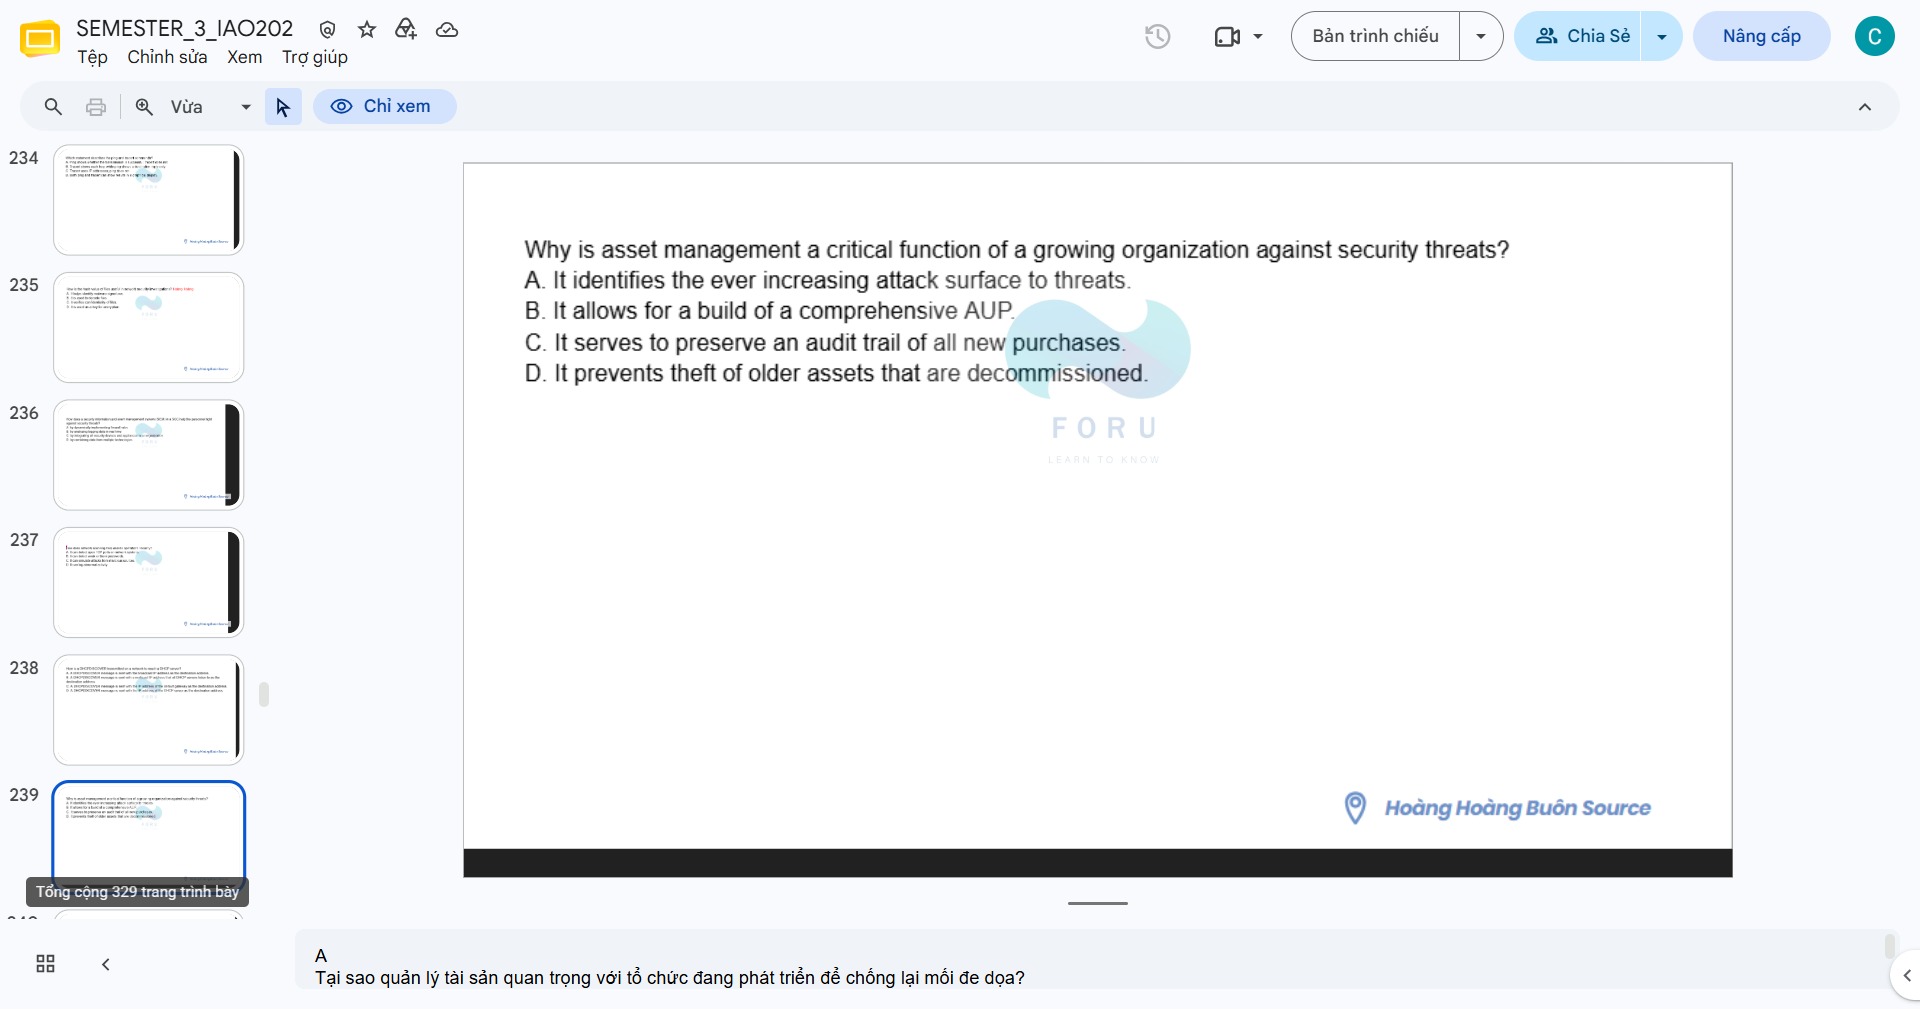 SEMESTER_3_IAO202
Tệp Chỉnh sửa Xem Trợ giúp
Bản trình chiếu
Chia Sẻ
Nâng cấp
C
Vừa
Chỉ xem
234
235
236
237
238
239
Tổng cộng 329 trang trình bày
Why is asset management a critical function of a growing organization against security threats?
A. It identifies the ever increasing attack surface to threats.
B. It allows for a build of a comprehensive AUP.
C. It serves to preserve an audit trail of all new purchases.
D. It prevents theft of older assets that are decommissioned.
FORU
LEARN TO KNOW
Hoàng Hoàng Buôn Source
A
Tại sao quản lý tài sản quan trọng với tổ chức đang phát triển để chống lại mối đe dọa?